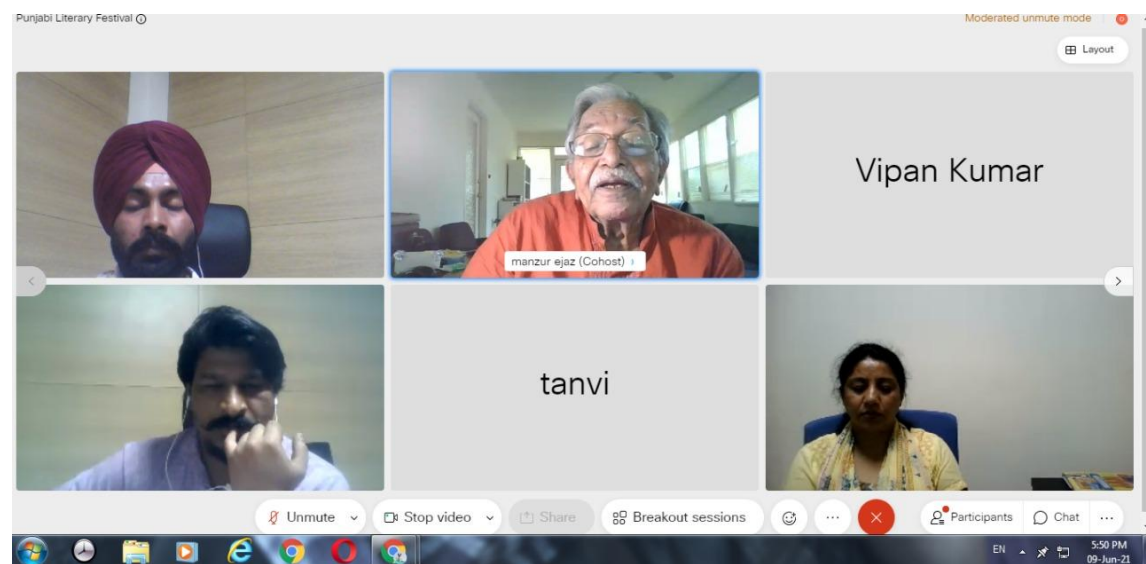 Punjabi Literary Festival
Moderated unmute mode
Layout
manzur ejaz (Cohost)
Vipan Kumar
tanvi
Unmute
Stop video
Share
Breakout sessions
Participants
Chat
EN
5:50 PM
09-Jun-21